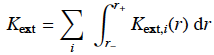 K_ext = ∑_i ∫_{r_-}^{r_+} K_{ext,i}(r) dr